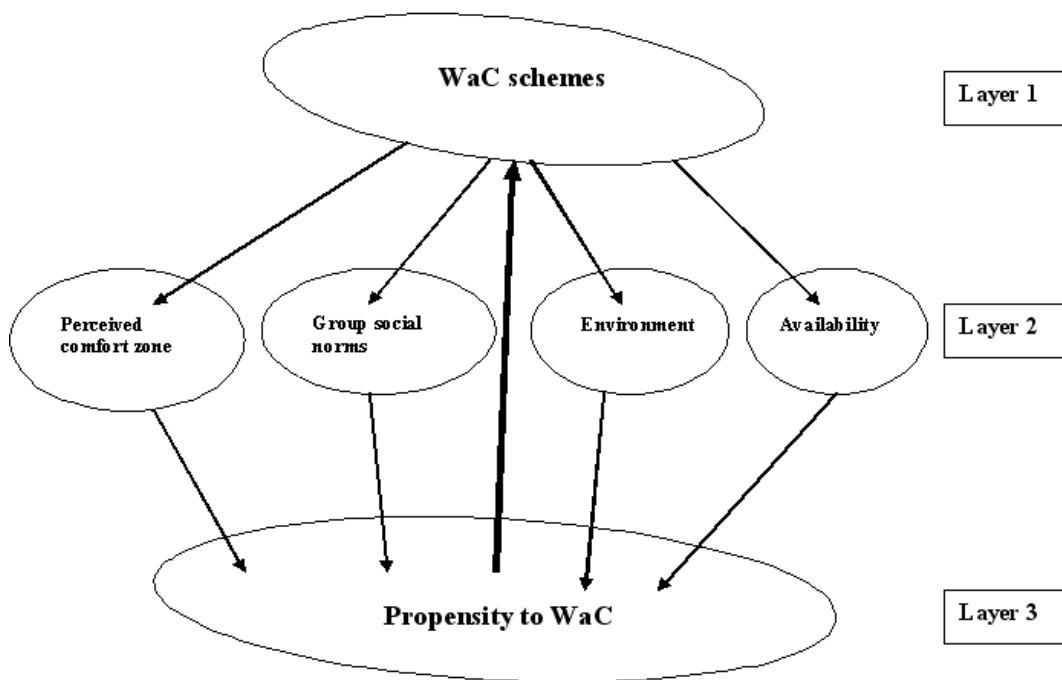 WaC schemes
Layer 1
Perceived
comfort zone
Group social
norms
Environment
Availability
Layer 2
Propensity to WaC
Layer 3